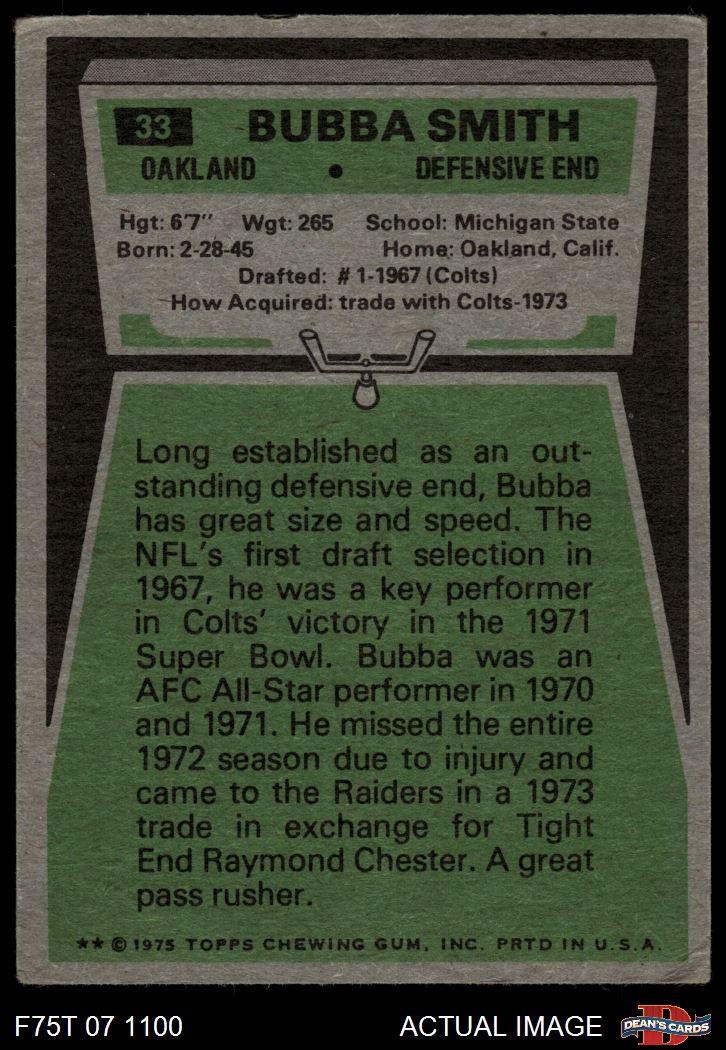 33 BUBBA SMITH
OAKLAND • DEFENSIVE END
Hgt: 6'7" Wgt: 265 School: Michigan State
Born: 2-28-45 Home: Oakland, Calif.
Drafted: #1-1967 (Colts)
How Acquired: trade with Colts-1973
Long established as an out-
standing defensive end, Bubba
has great size and speed. The
NFL's first draft selection in
1967, he was a key performer
in Colts' victory in the 1971
Super Bowl. Bubba was an
AFC All-Star performer in 1970
and 1971. He missed the entire
1972 season due to injury and
came to the Raiders in a 1973
trade in exchange for Tight
End Raymond Chester. A great
pass rusher.
** © 1975 TOPPS CHEWING GUM, INC. PRTD IN U.S.A.
F75T 07 1100 ACTUAL IMAGE D DEAN'S CARDS